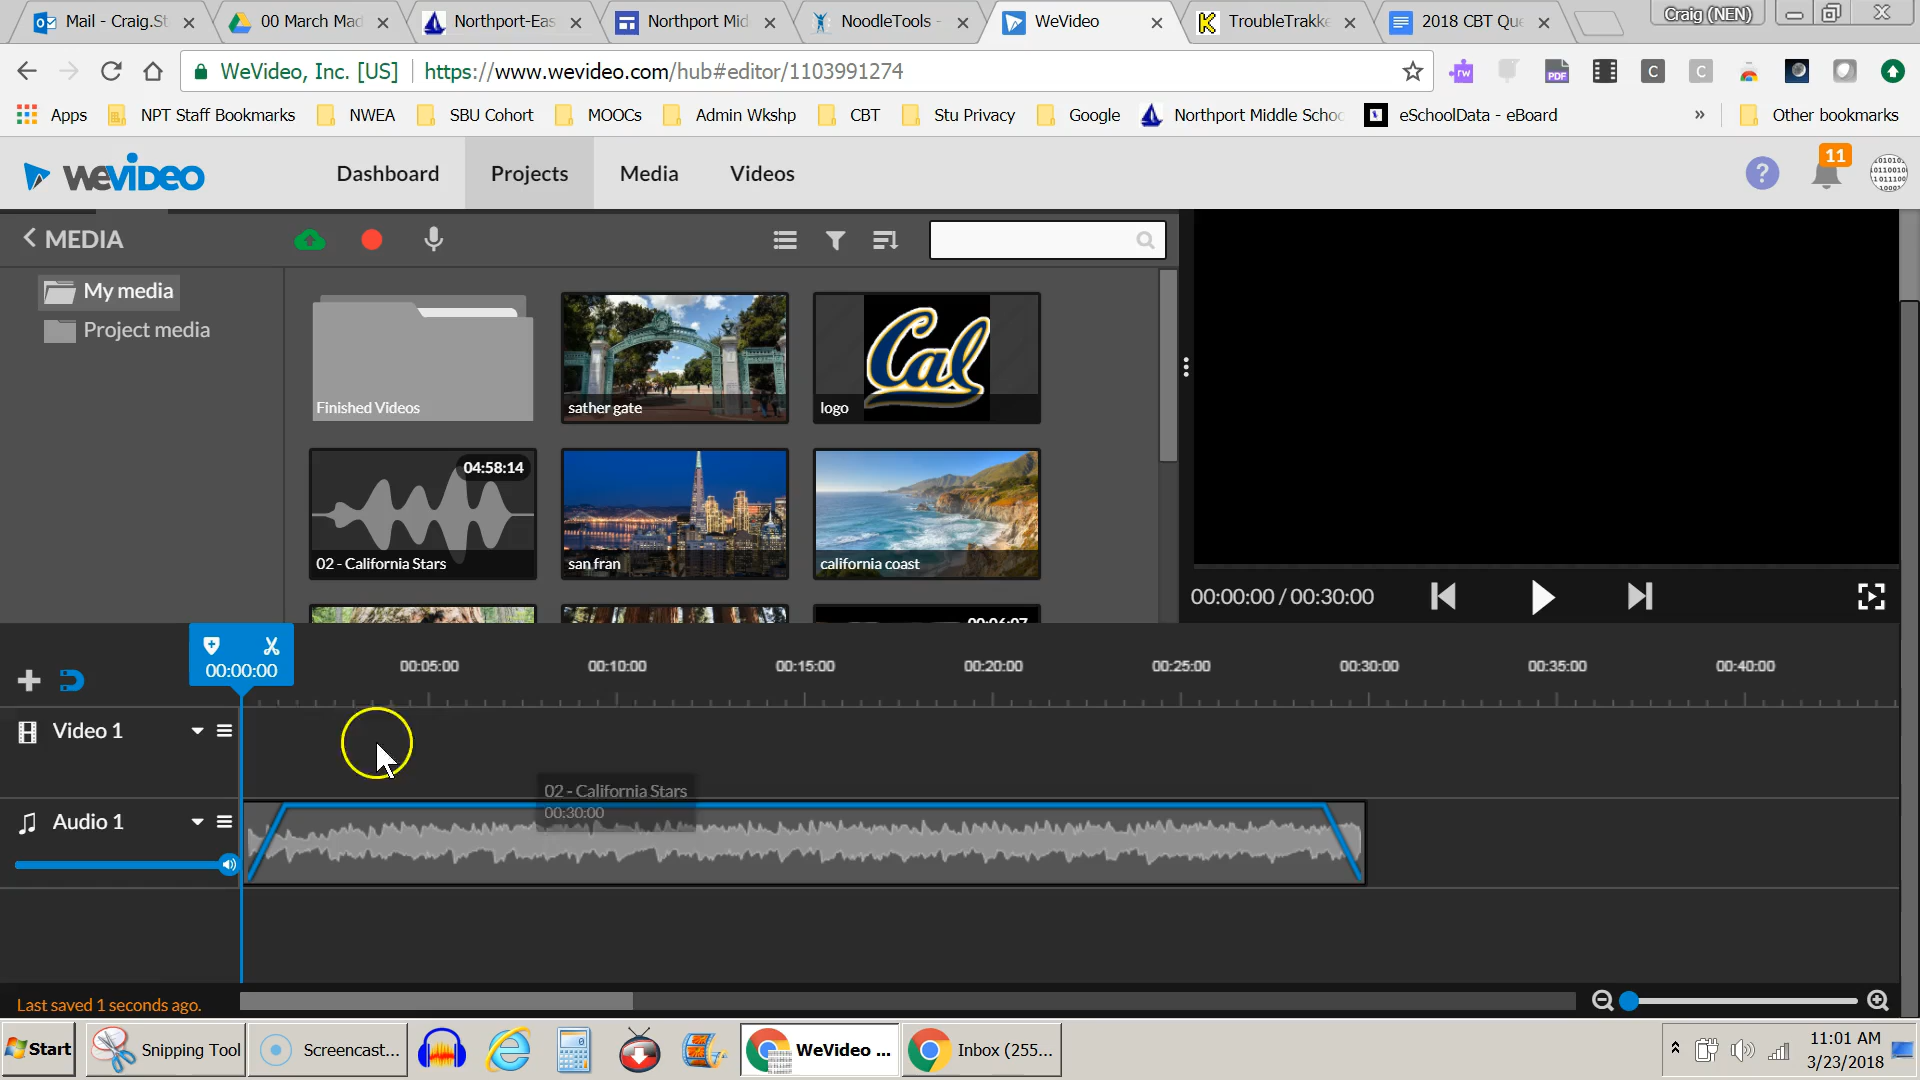 Mail - Craig.St
00 March Mad
Northport-Eas
Northport Mid
NoodleTools -
WeVideo
TroubleTrakke
2018 CBT Que
Craig (NEN)
WeVideo, Inc. [US]
https://www.wevideo.com/hub#editor/1103991274
Apps
NPT Staff Bookmarks
NWEA
SBU Cohort
MOOCs
Admin Wkshp
CBT
Stu Privacy
Google
Northport Middle Schoo
eSchoolData - eBoard
»
Other bookmarks
WEVIDEO
Dashboard
Projects
Media
Videos
?
11
MEDIA
My media
Project media
Finished Videos
sather gate
Cal
logo
04:58:14
02 - California Stars
san fran
california coast
00:06:07
00:00:00 / 00:30:00
00:00:00
00:05:00
00:10:00
00:15:00
00:20:00
00:25:00
00:30:00
00:35:00
00:40:00
Video 1
02 - California Stars
00:30:00
Audio 1
Last saved 1 seconds ago.
Start
Snipping Tool
Screencast...
WeVideo ...
Inbox (255...
11:01 AM
3/23/2018